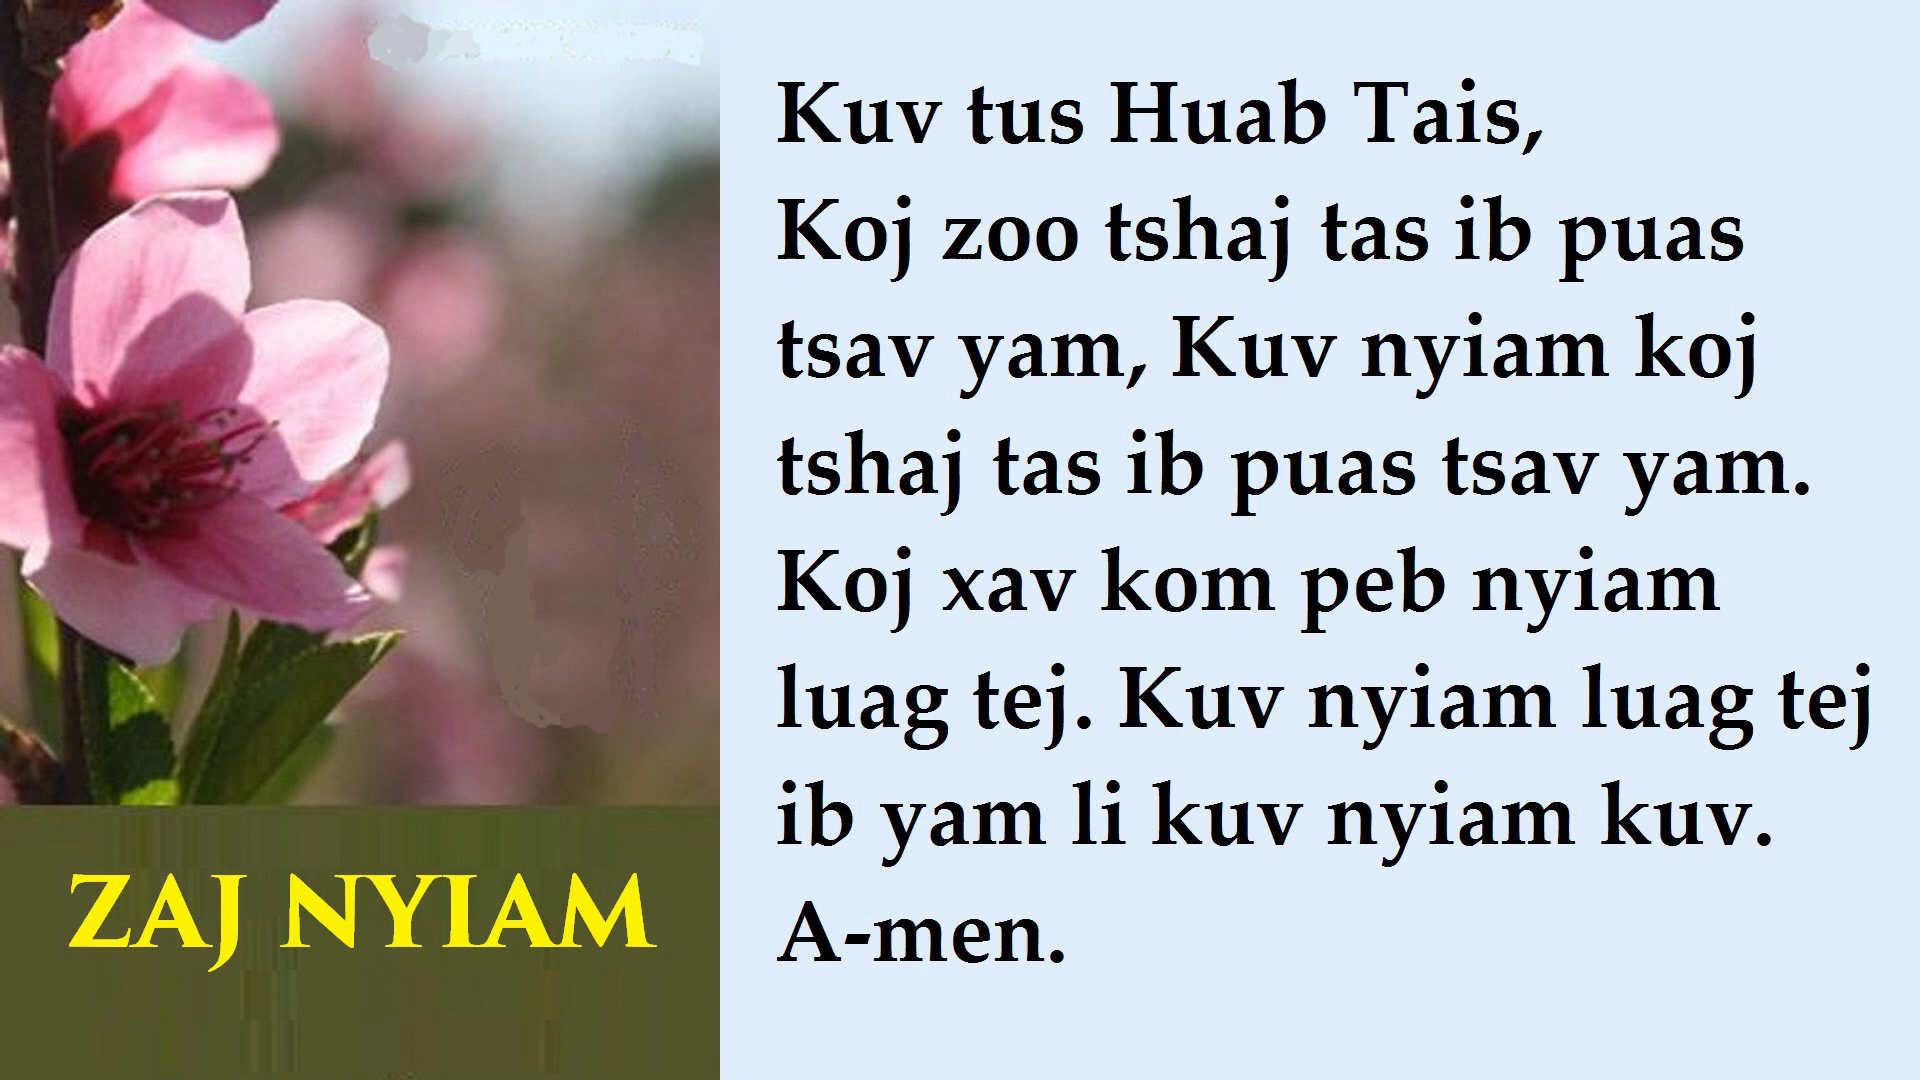 Kuv tus Huab Tais,
Koj zoo tshaj tas ib puas
tsav yam, Kuv nyiam koj
tshaj tas ib puas tsav yam.
Koj xav kom peb nyiam
luag tej. Kuv nyiam luag tej
ib yam li kuv nyiam kuv.
A-men.
ZAJ NYIAM